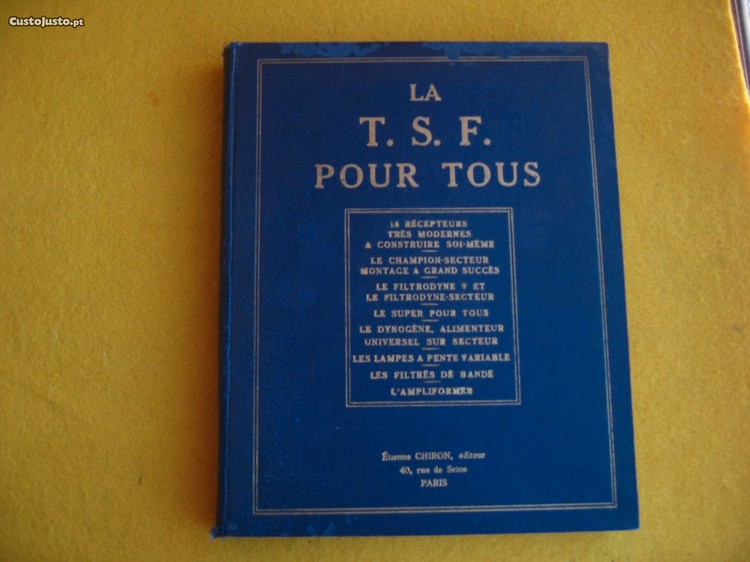 CustoJusto.pt
LA
T. S. F.
POUR TOUS
16 RÉCEPTEURS
TRÈS MODERNES
A CONSTRUIRE SOI-MÊME
LE CHAMPION-SECTEUR
MONTAGE A GRAND SUCCÈS
LE FILTRODYNE V ET
LE FILTRODYNE-SECTEUR
LE SUPER POUR TOUS
LE DYNOGÈNE, ALIMENTEUR
UNIVERSEL SUR SECTEUR
LES LAMPES A PENTE VARIABLE
LES FILTRES DE BANDE
L'AMPLIFORMER
Étienne CHIRON, éditeur
40, rue de Seine
PARIS